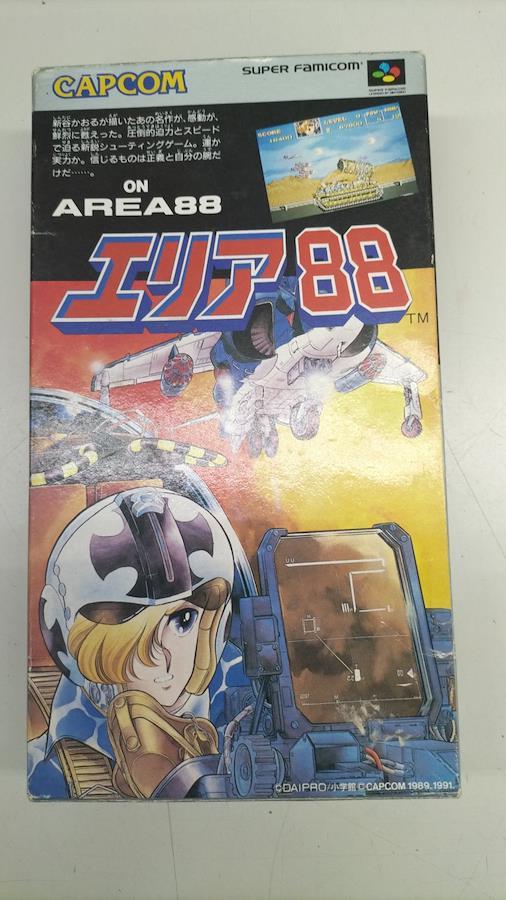 CAPCOM
SUPER FAMICOM
新谷かおるが描いたあの名作が、感動が、
鮮烈に甦えった。圧倒的迫力とスピード
で迫る新鋭シューティングゲーム。運か
実力か。信じるものは正義と自分の腕だ
けだ……。
ON
AREA88
エリア88
TM
SCORE
LEVEL
©DAIPRO/小学館 ©CAPCOM 1989,1991.